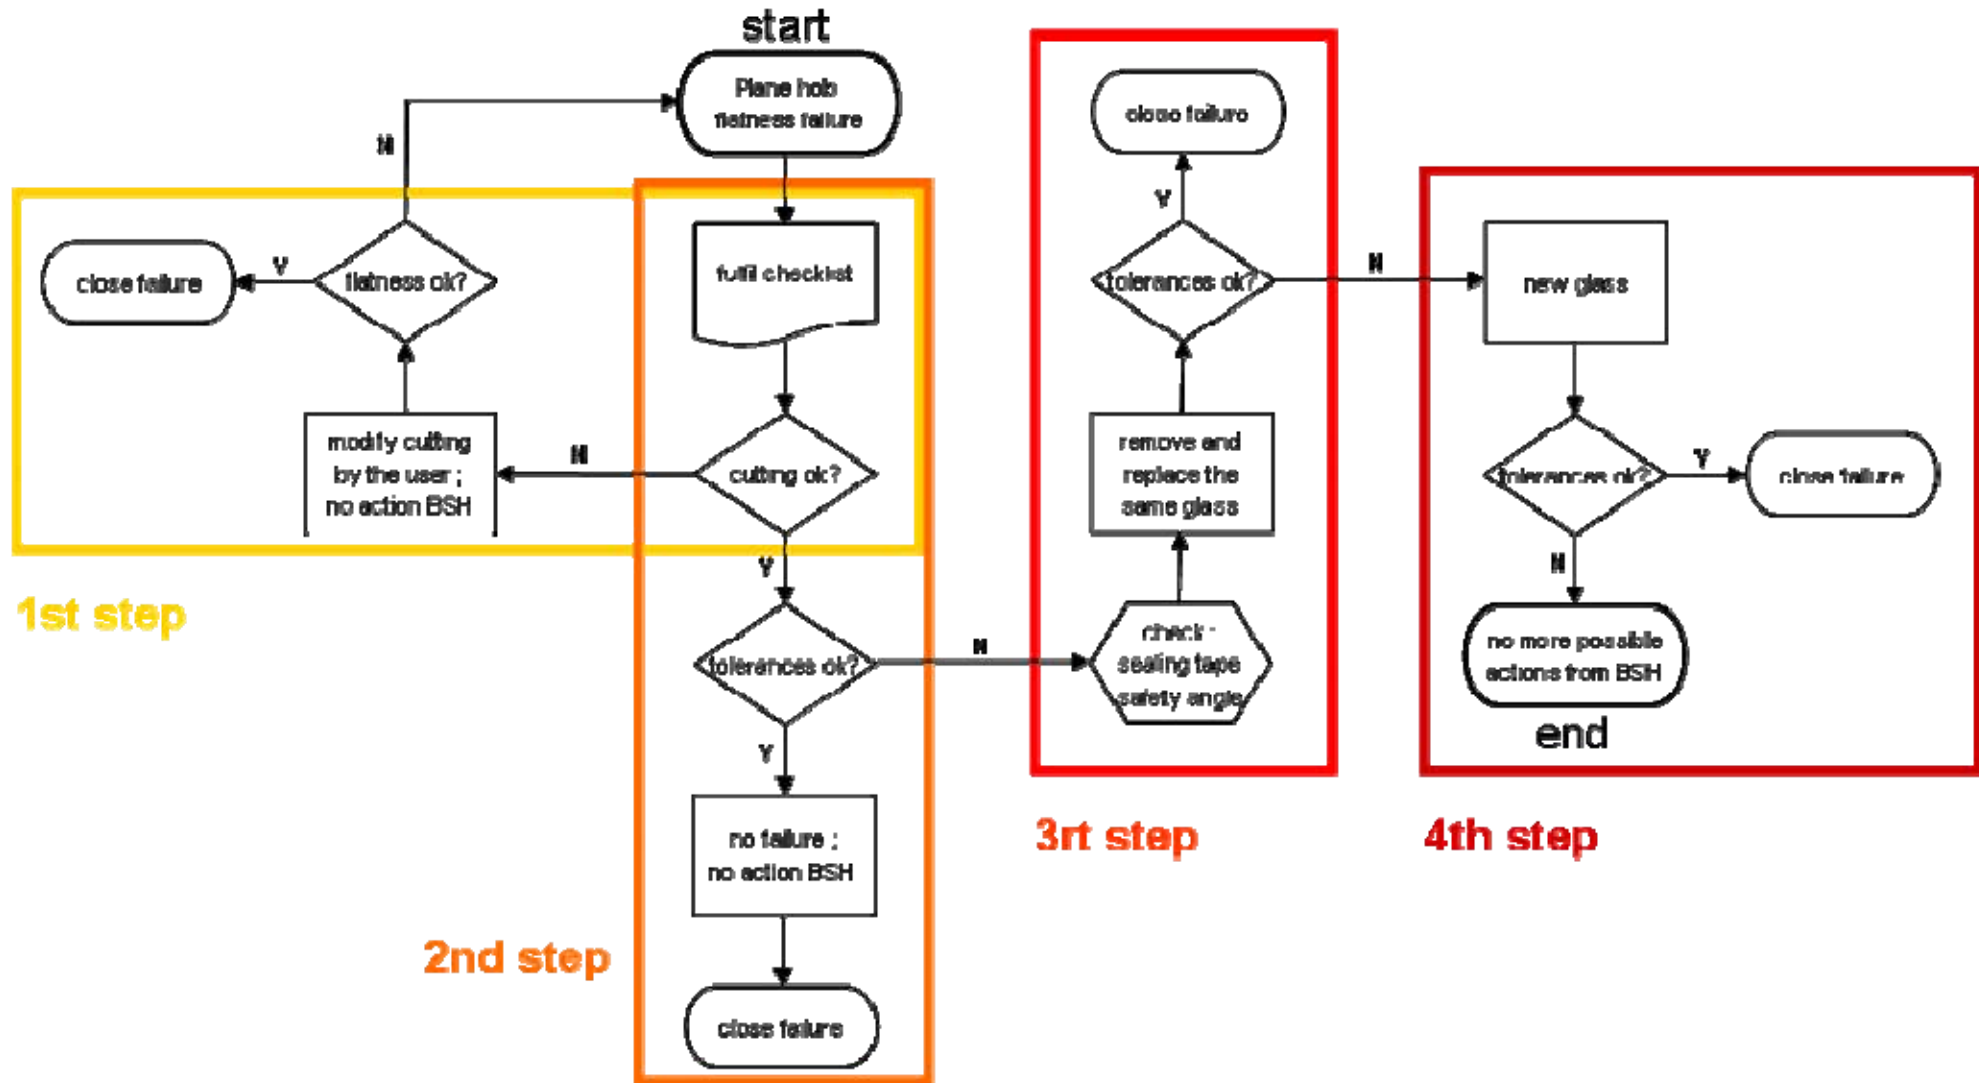 start
Plane hob
flatness failure
N
close failure
Y
flatness ok?
fulfil checklist
modify cutting
by the user ;
no action BSH
N
cutting ok?
1st step
Y
tolerances ok?
N
Y
no failure ;
no action BSH
2nd step
close failure
close failure
Y
tolerances ok?
N
remove and
replace the
same glass
check :
sealing tape
safety angle
3rt step
new glass
tolerances ok?
Y
close failure
N
no more possible
actions from BSH
end
4th step